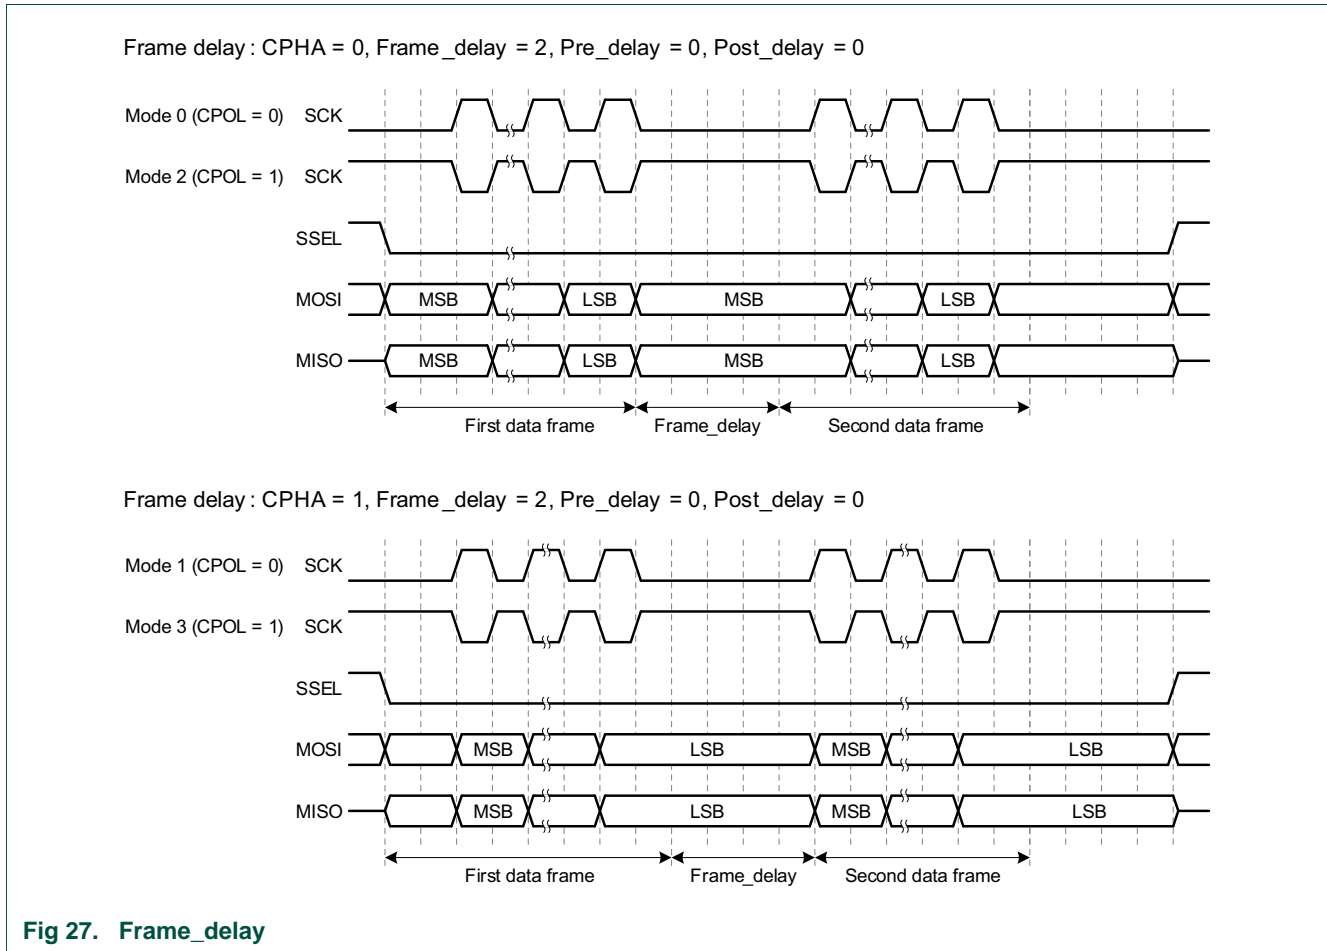 Frame delay : CPHA = 0, Frame_delay = 2, Pre_delay = 0, Post_delay = 0
Mode 0 (CPOL = 0) SCK
Mode 2 (CPOL = 1) SCK
SSEL
MOSI MSB LSB MSB LSB
MISO MSB LSB MSB LSB
First data frame Frame_delay Second data frame
Frame delay : CPHA = 1, Frame_delay = 2, Pre_delay = 0, Post_delay = 0
Mode 1 (CPOL = 0) SCK
Mode 3 (CPOL = 1) SCK
SSEL
MOSI MSB LSB MSB LSB
MISO MSB LSB MSB LSB
First data frame Frame_delay Second data frame
Fig 27. Frame_delay